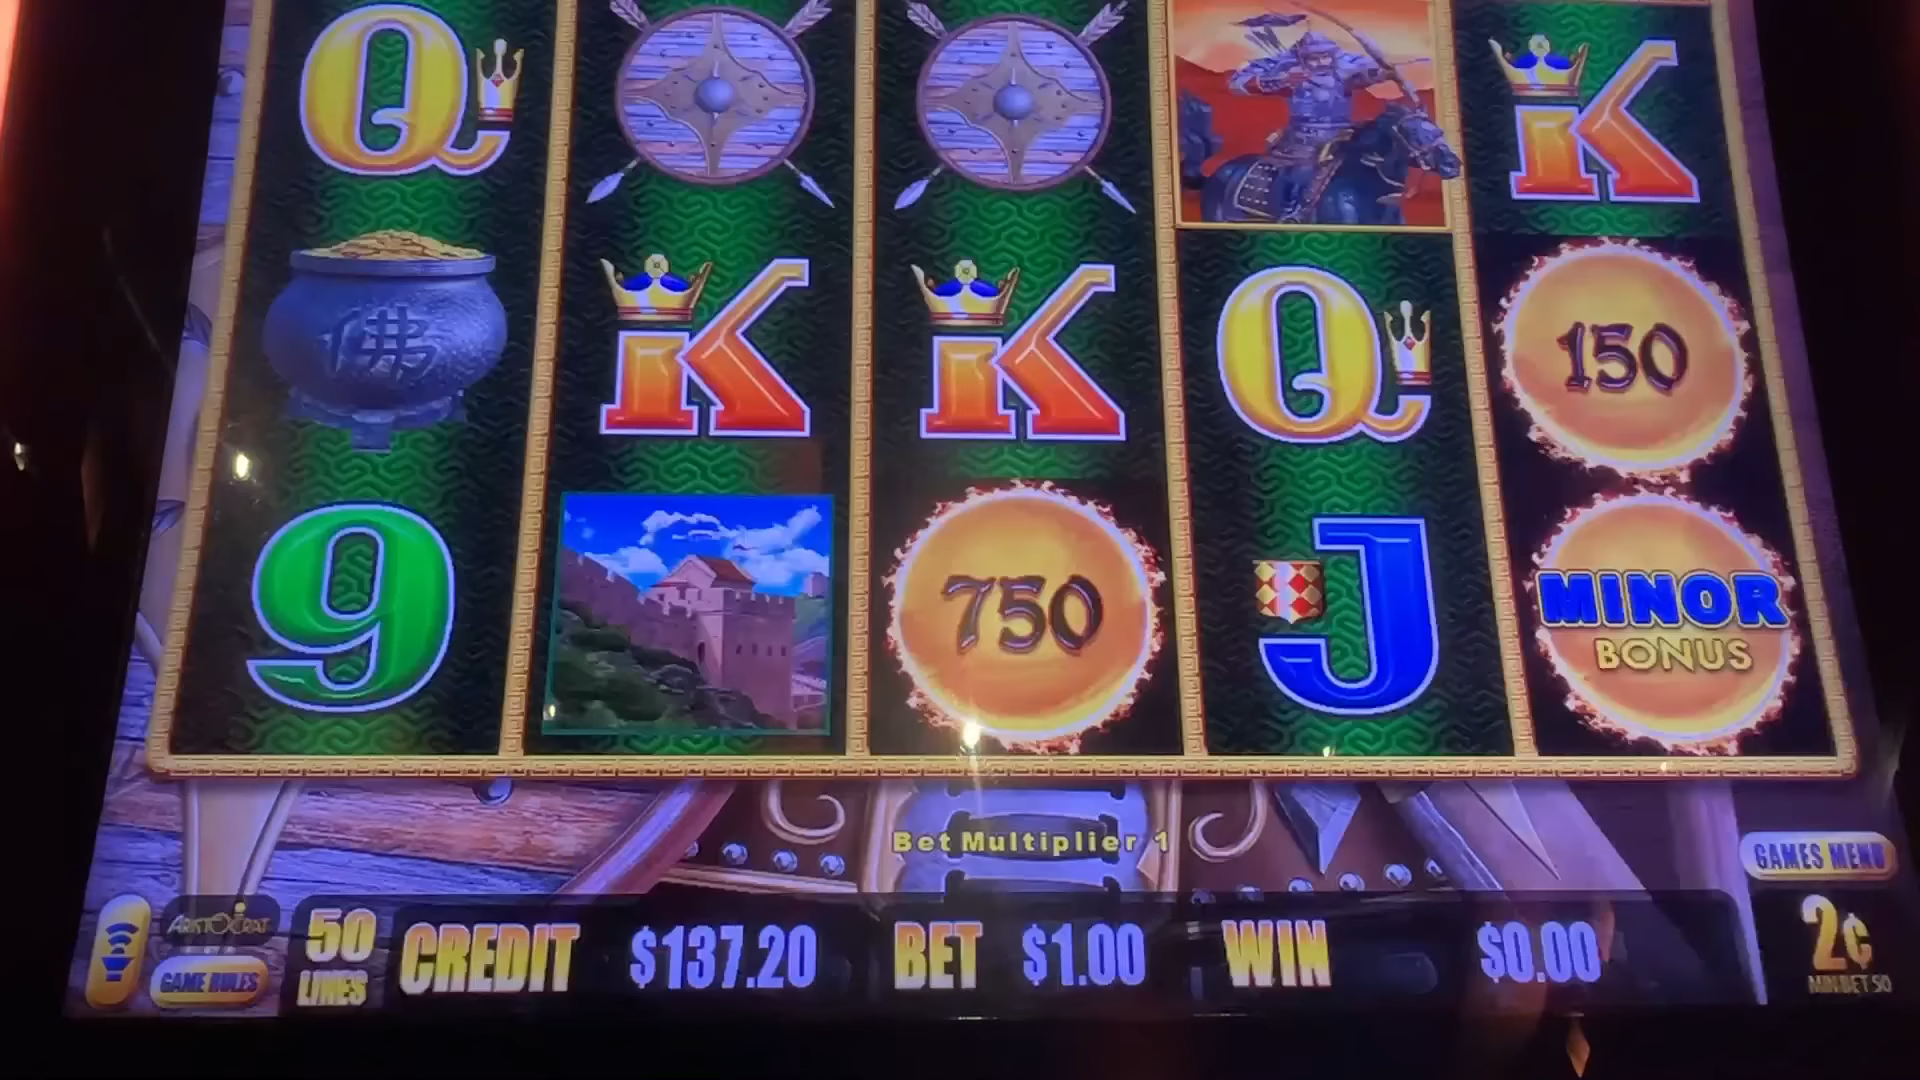 Q K
佛 K K Q 150
9 750 J MINOR
BONUS
Bet Multiplier 1
GAMES MENU
ARISTOCRAT
GAME RULES
50
LINES
CREDIT $137.20 BET $1.00 WIN $0.00
2¢
MIN BET 50